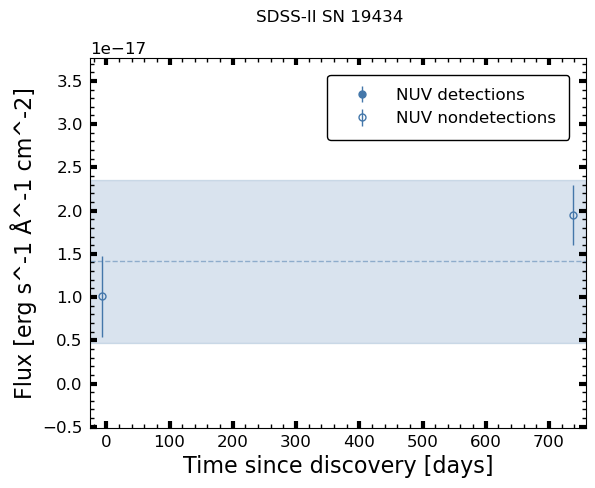 SDSS-II SN 19434
1e−17
3.5
3.0
2.5
2.0
1.5
1.0
0.5
0.0
−0.5
Flux [erg s^-1 Å^-1 cm^-2]
NUV detections
NUV nondetections
0 100 200 300 400 500 600 700
Time since discovery [days]